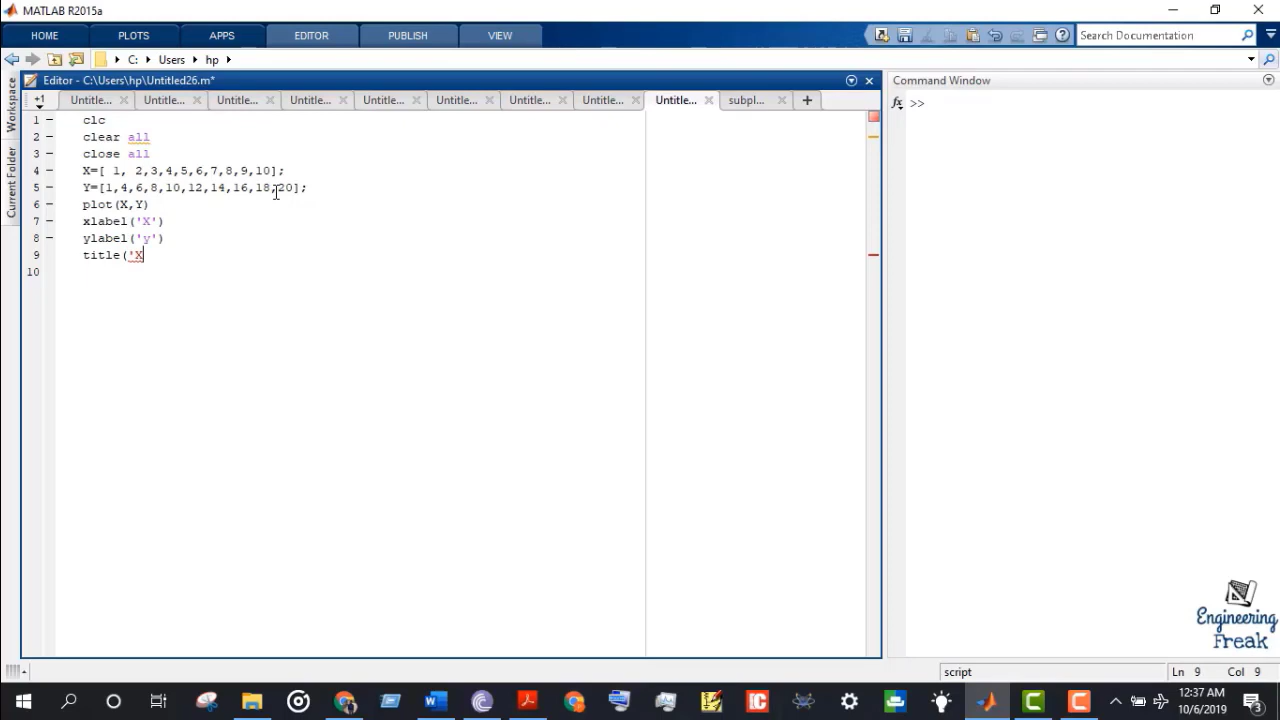 MATLAB R2015a
HOME PLOTS APPS EDITOR PUBLISH VIEW Search Documentation
C: Users hp
Editor - C:\Users\hp\Untitled26.m* Command Window
+1 Untitle... Untitle... Untitle... Untitle... Untitle... Untitle... Untitle... Untitle... Untitle... subpl...
fx >>
Workspace
Current Folder
1 clc
2 clear all
3 close all
4 X=[ 1, 2,3,4,5,6,7,8,9,10];
5 Y=[1,4,6,8,10,12,14,16,18,20];
6 plot(X,Y)
7 xlabel('X')
8 ylabel('y')
9 title('X
10
Engineering
Freak
script Ln 9 Col 9
12:37 AM
10/6/2019
3